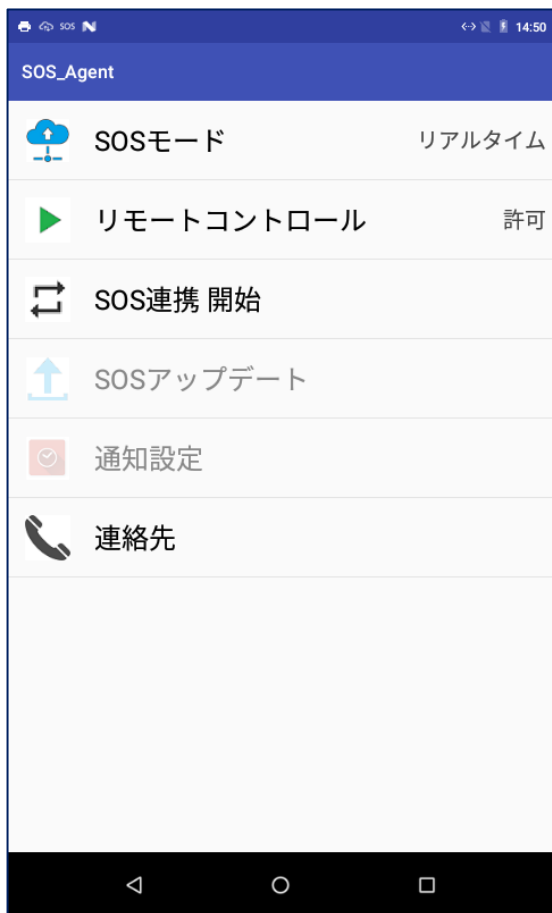 SOS
14:50
SOS_Agent
SOSモード リアルタイム
リモートコントロール 許可
SOS連携 開始
SOSアップデート
通知設定
連絡先